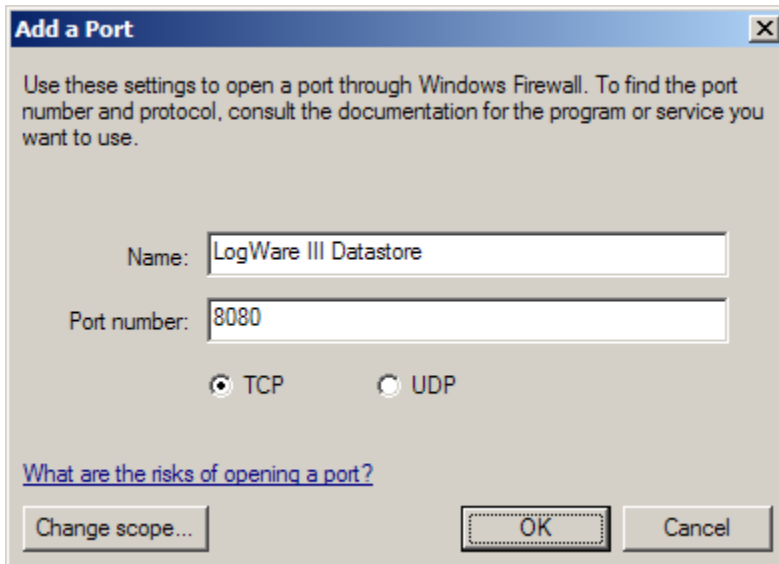 Add a Port
Use these settings to open a port through Windows Firewall. To find the port
number and protocol, consult the documentation for the program or service you
want to use.
Name: LogWare III Datastore
Port number: 8080
TCP UDP
What are the risks of opening a port?
Change scope... OK Cancel